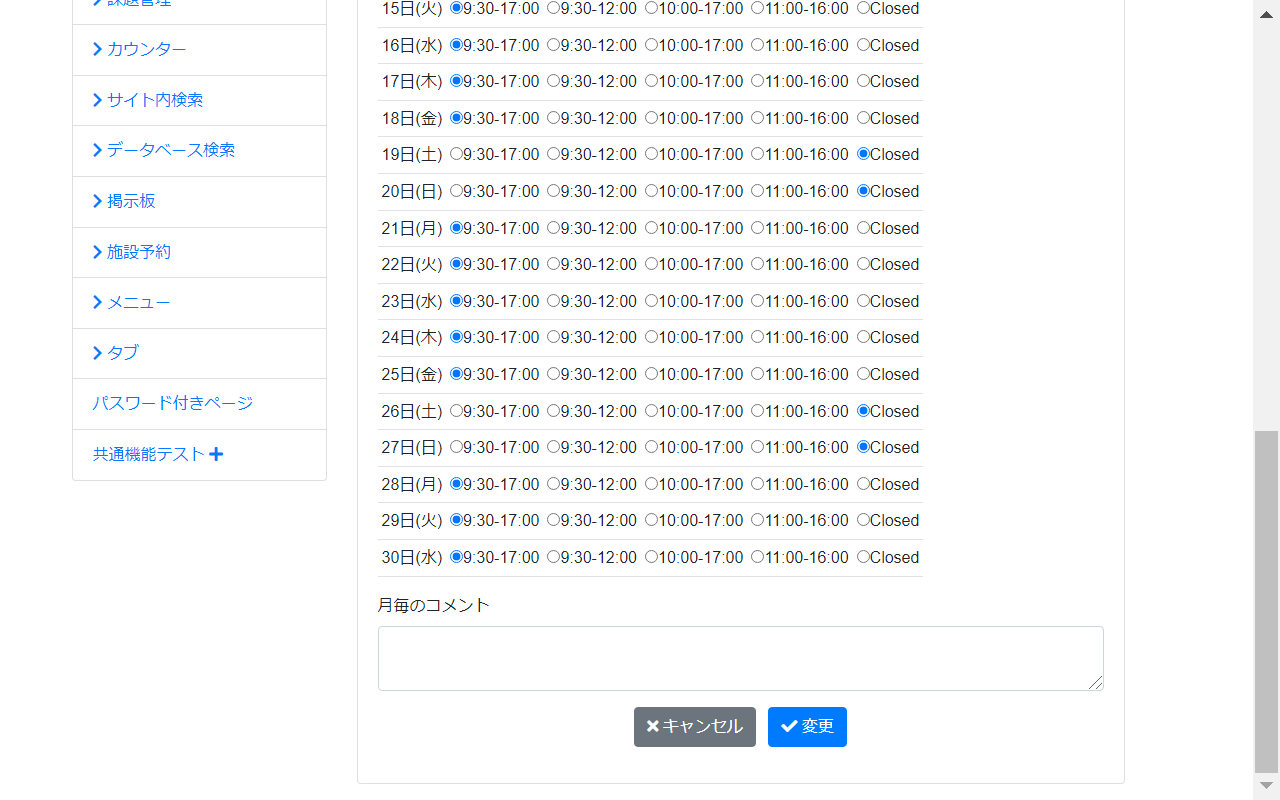 課題管理
カウンター
サイト内検索
データベース検索
掲示板
施設予約
メニュー
タブ
パスワード付きページ
共通機能テスト
15日(火) 9:30-17:00 9:30-12:00 10:00-17:00 11:00-16:00 Closed
16日(水) 9:30-17:00 9:30-12:00 10:00-17:00 11:00-16:00 Closed
17日(木) 9:30-17:00 9:30-12:00 10:00-17:00 11:00-16:00 Closed
18日(金) 9:30-17:00 9:30-12:00 10:00-17:00 11:00-16:00 Closed
19日(土) 9:30-17:00 9:30-12:00 10:00-17:00 11:00-16:00 Closed
20日(日) 9:30-17:00 9:30-12:00 10:00-17:00 11:00-16:00 Closed
21日(月) 9:30-17:00 9:30-12:00 10:00-17:00 11:00-16:00 Closed
22日(火) 9:30-17:00 9:30-12:00 10:00-17:00 11:00-16:00 Closed
23日(水) 9:30-17:00 9:30-12:00 10:00-17:00 11:00-16:00 Closed
24日(木) 9:30-17:00 9:30-12:00 10:00-17:00 11:00-16:00 Closed
25日(金) 9:30-17:00 9:30-12:00 10:00-17:00 11:00-16:00 Closed
26日(土) 9:30-17:00 9:30-12:00 10:00-17:00 11:00-16:00 Closed
27日(日) 9:30-17:00 9:30-12:00 10:00-17:00 11:00-16:00 Closed
28日(月) 9:30-17:00 9:30-12:00 10:00-17:00 11:00-16:00 Closed
29日(火) 9:30-17:00 9:30-12:00 10:00-17:00 11:00-16:00 Closed
30日(水) 9:30-17:00 9:30-12:00 10:00-17:00 11:00-16:00 Closed
月毎のコメント
キャンセル 変更